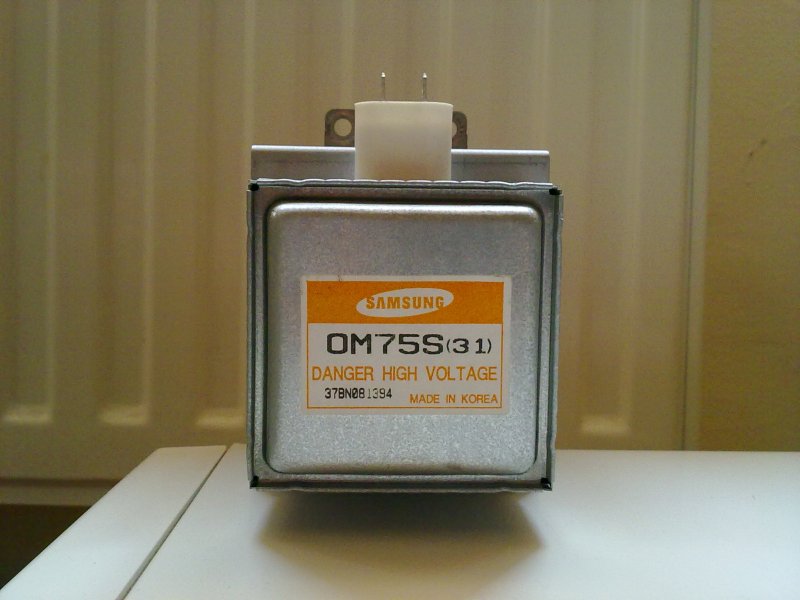 SAMSUNG
OM75S(31)
DANGER HIGH VOLTAGE
37BN081394
MADE IN KOREA